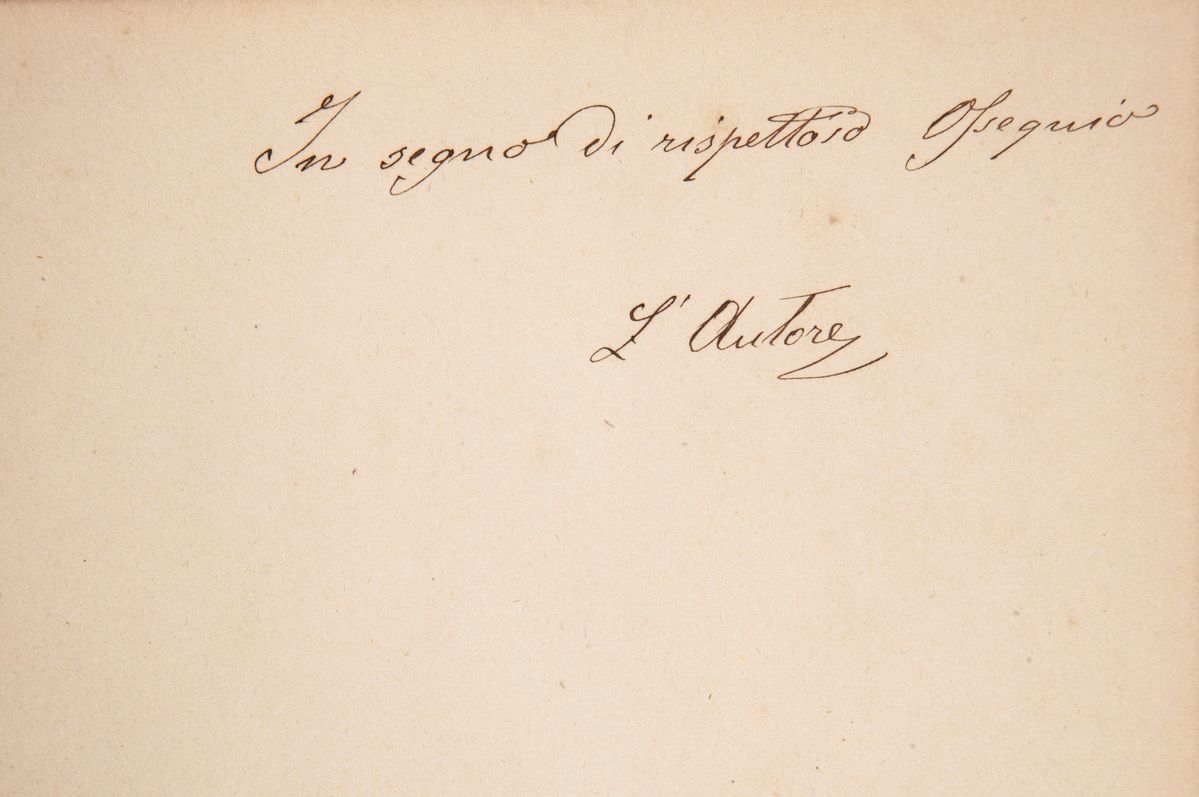 In segno di rispettoso Ossequio
L'Autore